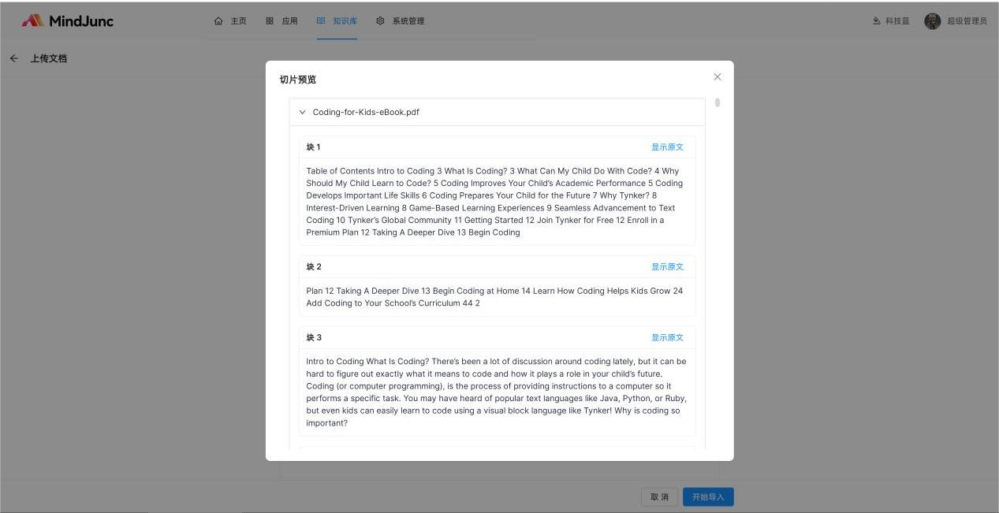 MindJunc
主页
应用
知识库
系统管理
科技蓝
超级管理员
上传文档
切片预览
Coding-for-Kids-eBook.pdf
块 1
显示原文
Table of Contents Intro to Coding 3 What Is Coding? 3 What Can My Child Do With Code? 4 Why
Should My Child Learn to Code? 5 Coding Improves Your Child’s Academic Performance 5 Coding
Develops Important Life Skills 6 Coding Prepares Your Child for the Future 7 Why Tynker? 8
Interest-Driven Learning 8 Game-Based Learning Experiences 9 Seamless Advancement to Text
Coding 10 Tynker’s Global Community 11 Getting Started 12 Join Tynker for Free 12 Enroll in a
Premium Plan 12 Taking A Deeper Dive 13 Begin Coding
块 2
显示原文
Plan 12 Taking A Deeper Dive 13 Begin Coding at Home 14 Learn How Coding Helps Kids Grow 24
Add Coding to Your School’s Curriculum 44 2
块 3
显示原文
Intro to Coding What Is Coding? There’s been a lot of discussion around coding lately, but it can be
hard to figure out exactly what it means to code and how it plays a role in your child’s future.
Coding (or computer programming), is the process of providing instructions to a computer so it
performs a specific task. You may have heard of popular text languages like Java, Python, or Ruby,
but even kids can easily learn to code using a visual block language like Tynker! Why is coding so
important?
取 消
开始导入